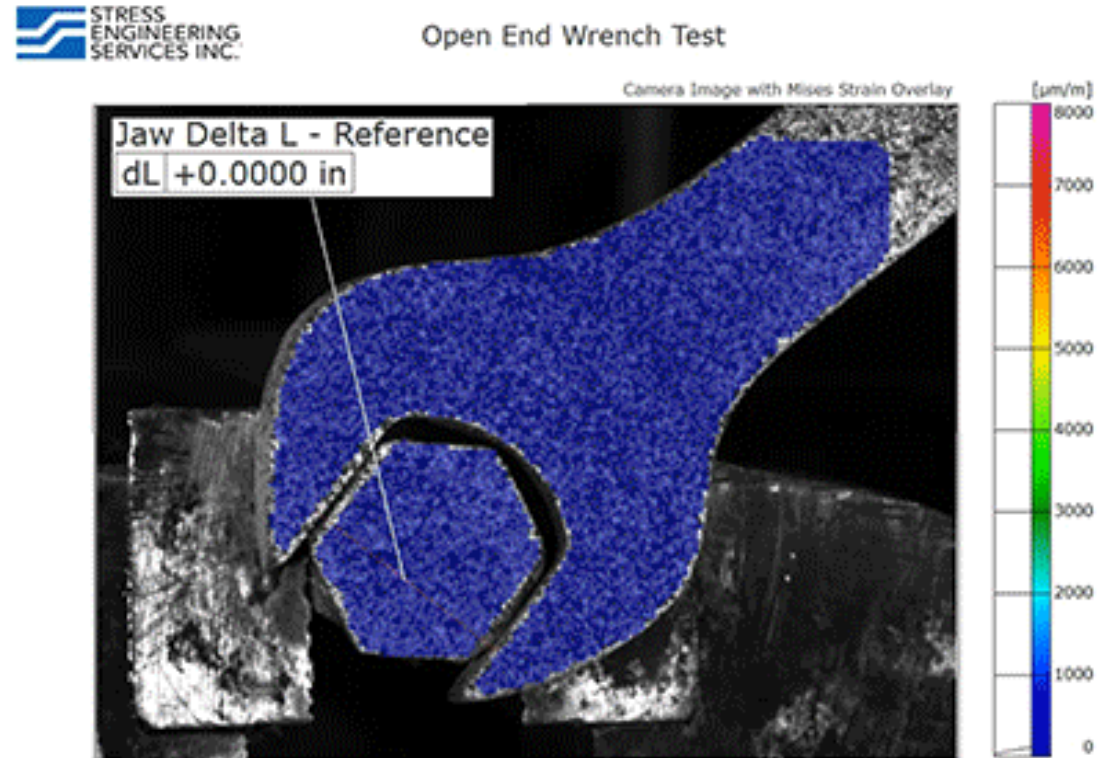 STRESS
ENGINEERING
SERVICES INC.
Open End Wrench Test
Camera Image with Mises Strain Overlay
[µm/m]
Jaw Delta L - Reference
dL +0.0000 in
8000
7000
6000
5000
4000
3000
2000
1000
0